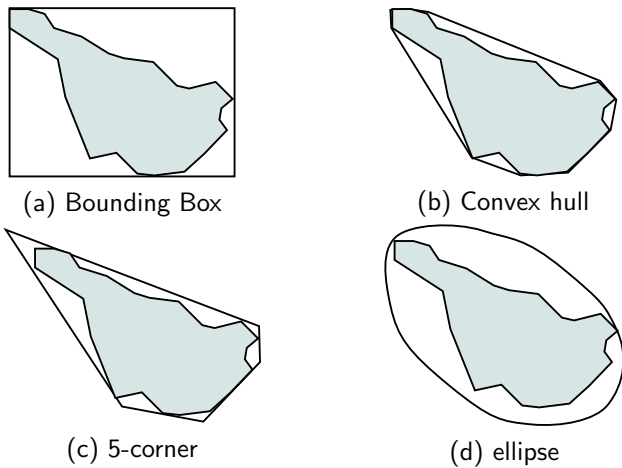 (a) Bounding Box
(b) Convex hull
(c) 5-corner
(d) ellipse